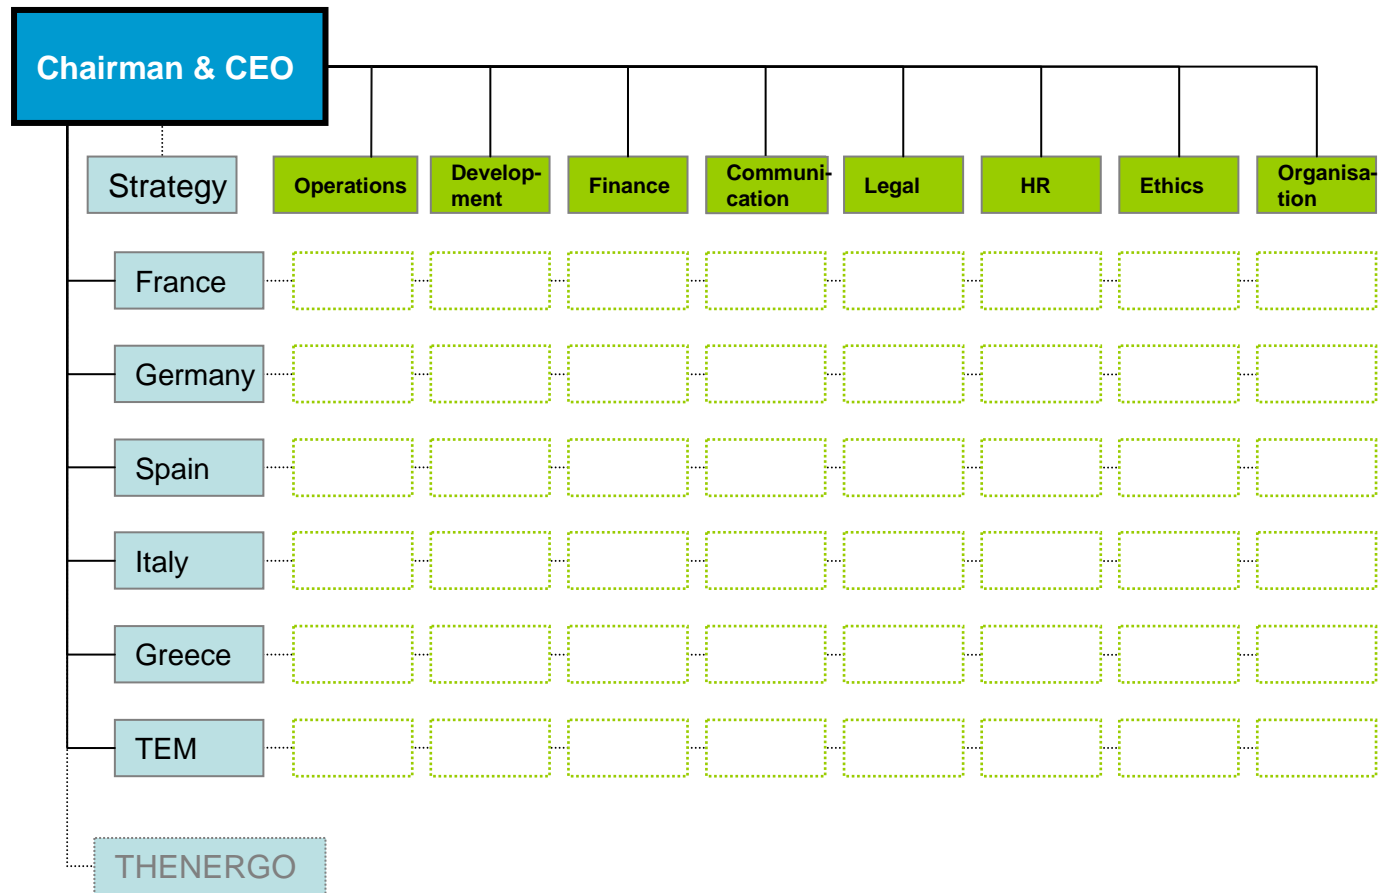 Chairman & CEO
Strategy
Operations
Develop-
ment
Finance
Communi-
cation
Legal
HR
Ethics
Organisa-
tion
France
Germany
Spain
Italy
Greece
TEM
THENERGO